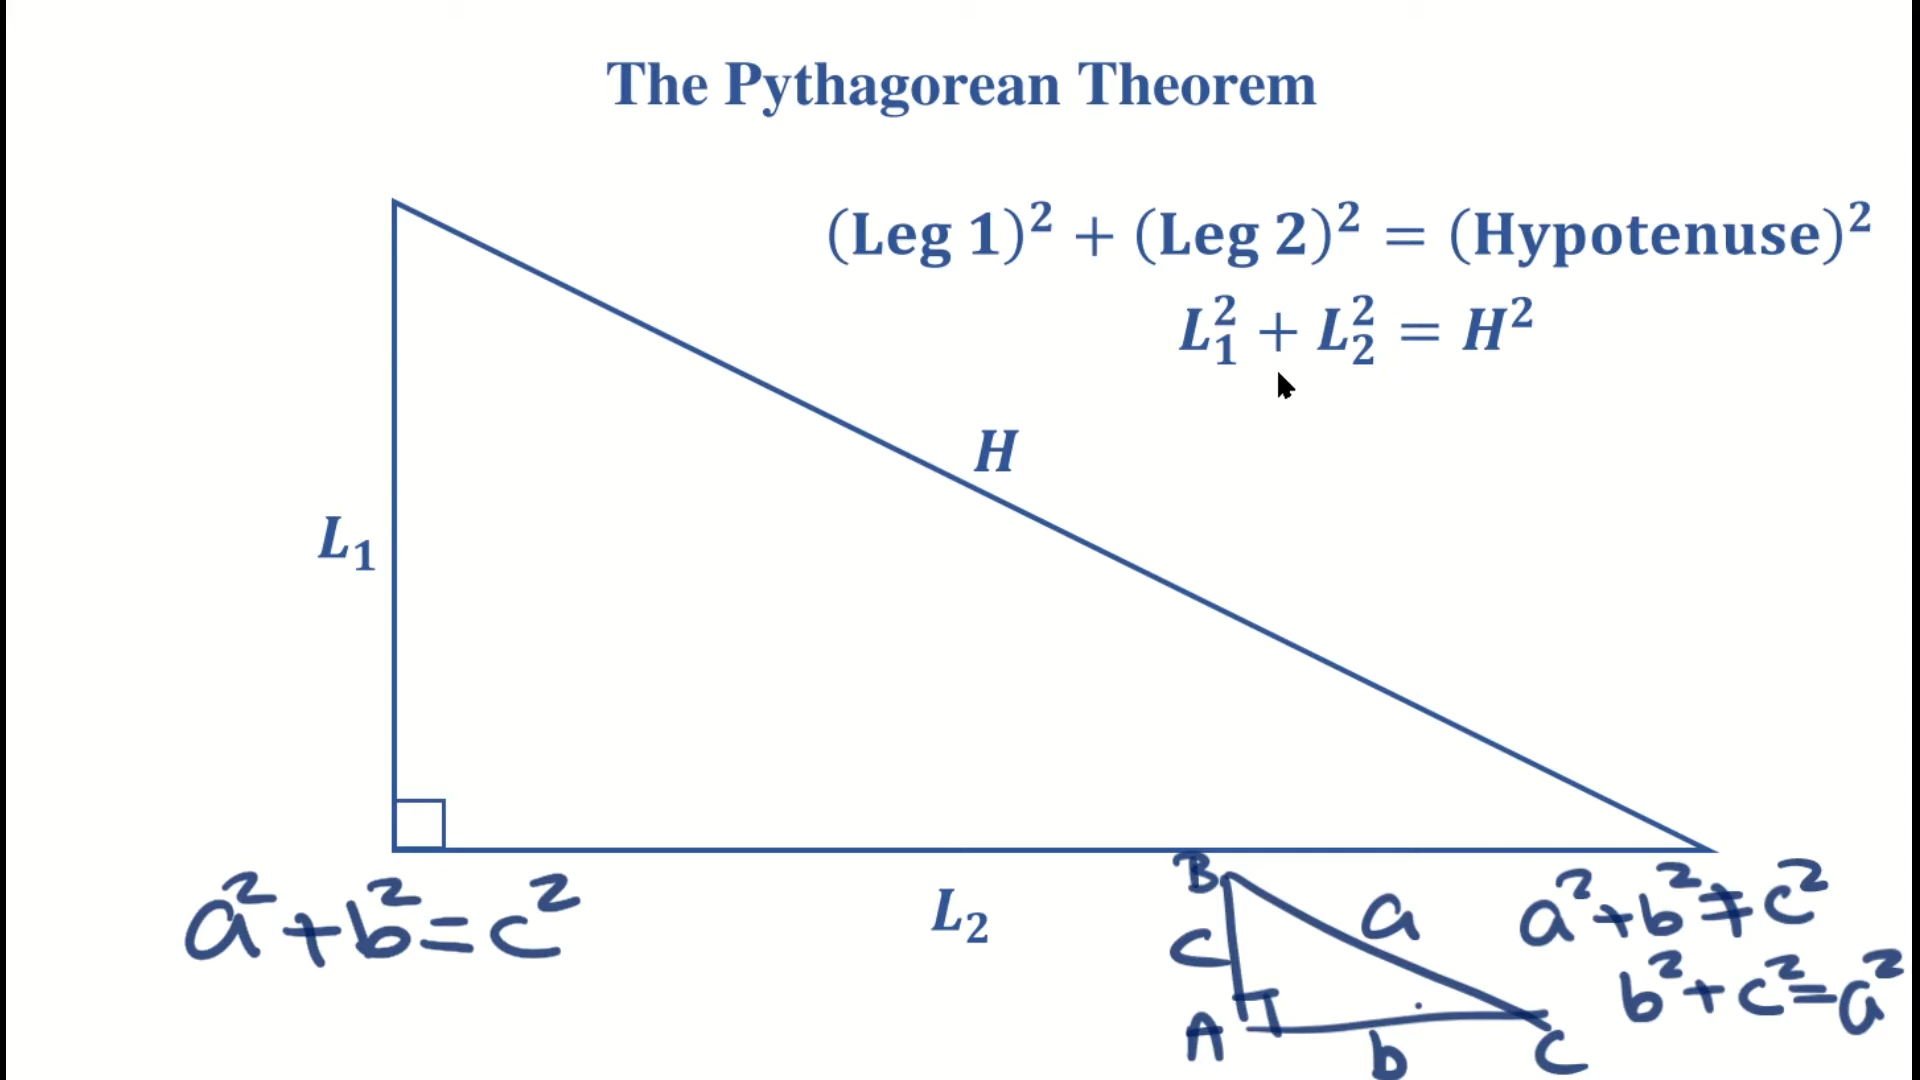 The Pythagorean Theorem
(Leg 1)² + (Leg 2)² = (Hypotenuse)²
L₁² + L₂² = H²
H
L₁
L₂
a²+b²=c²
B
a
c
A
b
C
a²+b²≠c²
b²+c²=a²